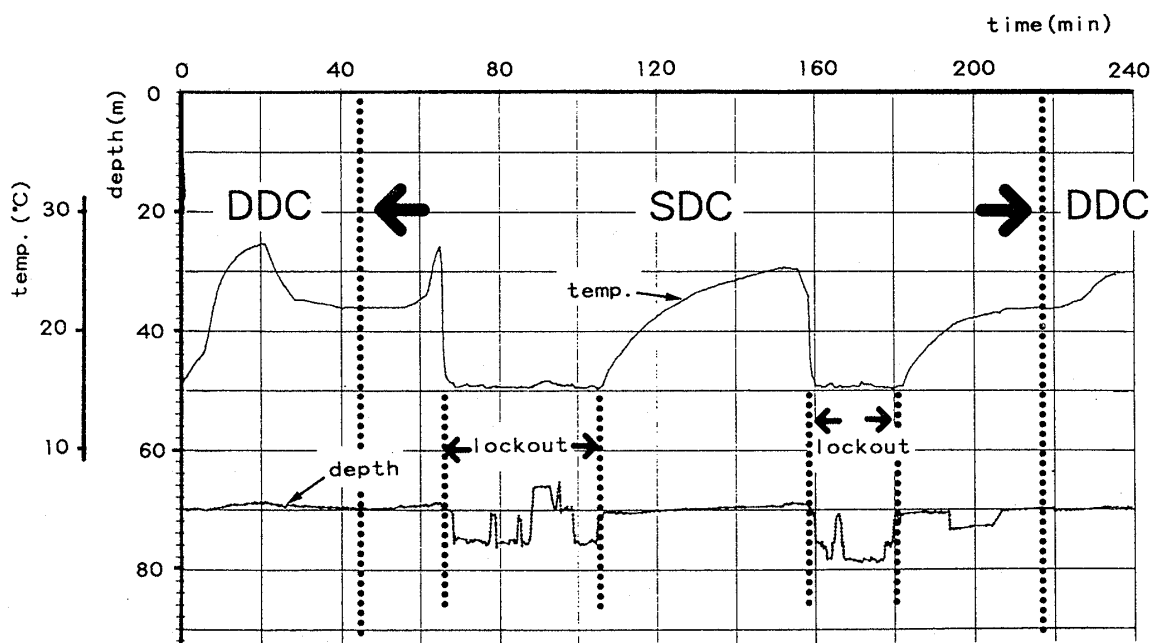 time(min)
0 40 80 120 160 200 240
depth(m)
0
20
40
60
80
temp.(°C)
30
20
10
DDC SDC DDC
temp.
lockout lockout
depth